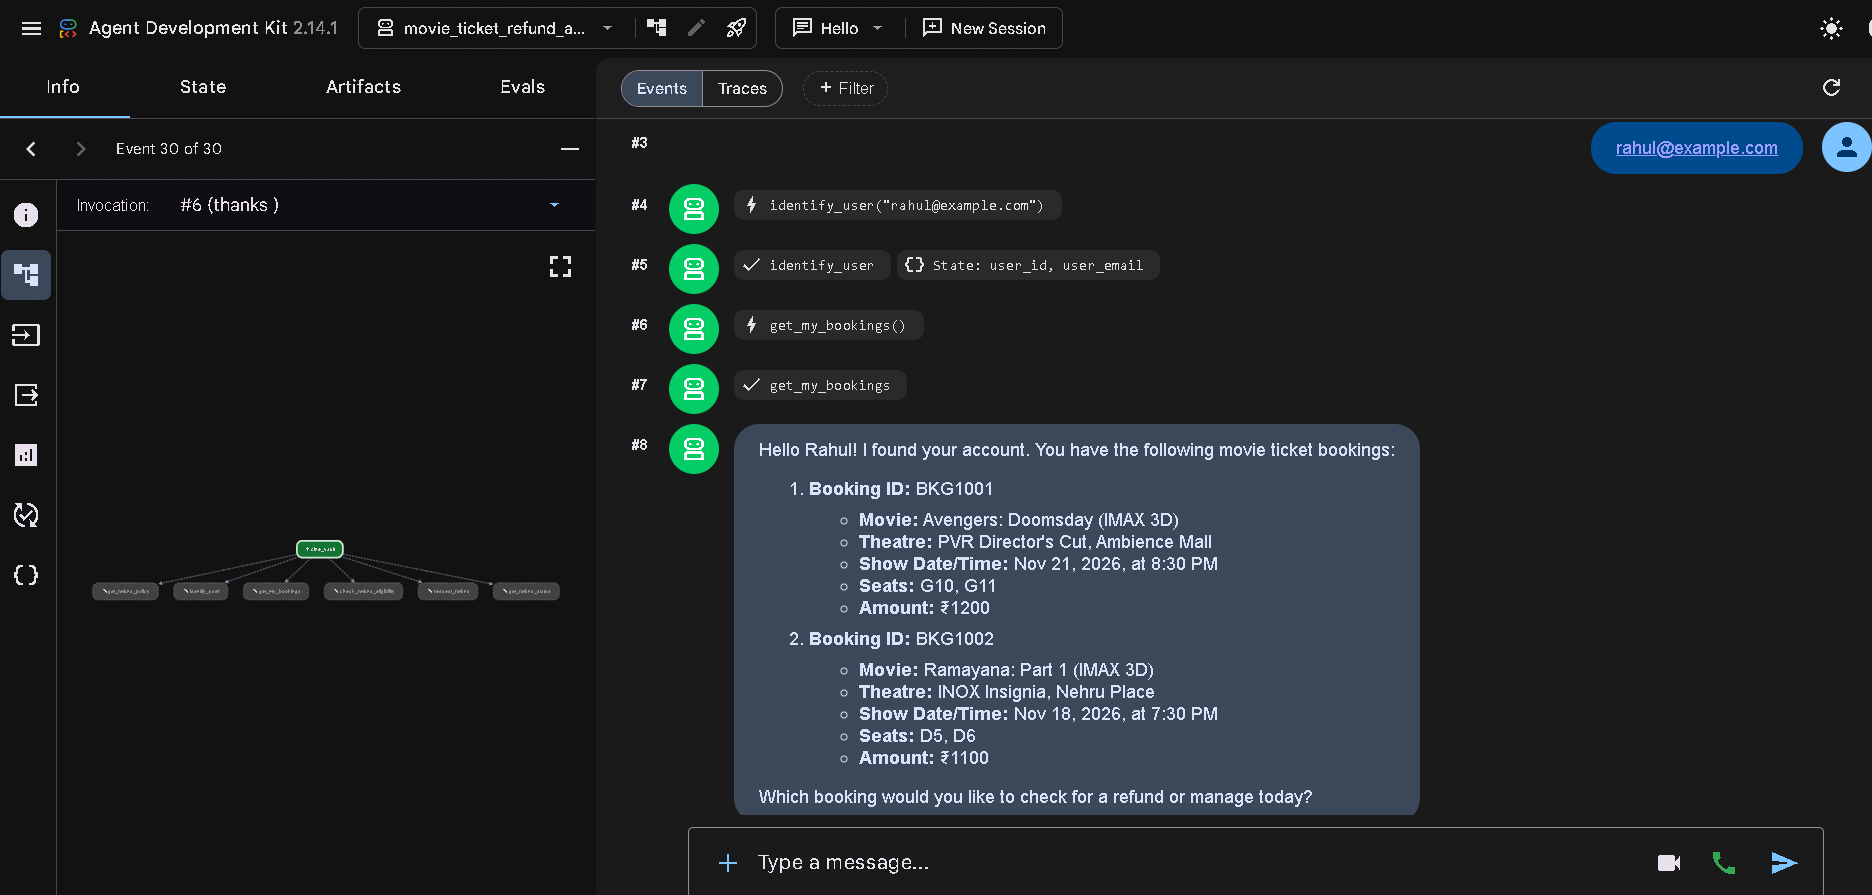 Agent Development Kit 2.14.1
movie_ticket_refund_a...
Hello
New Session
Info
State
Artifacts
Evals
Events
Traces
+ Filter
Event 30 of 30
Invocation:
#6 (thanks )
#3
rahul@example.com
#4
identify_user("rahul@example.com")
#5
identify_user
{} State: user_id, user_email
#6
get_my_bookings()
#7
get_my_bookings
#8
Hello Rahul! I found your account. You have the following movie ticket bookings:
1. Booking ID: BKG1001
Movie: Avengers: Doomsday (IMAX 3D)
Theatre: PVR Director's Cut, Ambience Mall
Show Date/Time: Nov 21, 2026, at 8:30 PM
Seats: G10, G11
Amount: ₹1200
2. Booking ID: BKG1002
Movie: Ramayana: Part 1 (IMAX 3D)
Theatre: INOX Insignia, Nehru Place
Show Date/Time: Nov 18, 2026, at 7:30 PM
Seats: D5, D6
Amount: ₹1100
Which booking would you like to check for a refund or manage today?
get_my_bookings
Type a message...